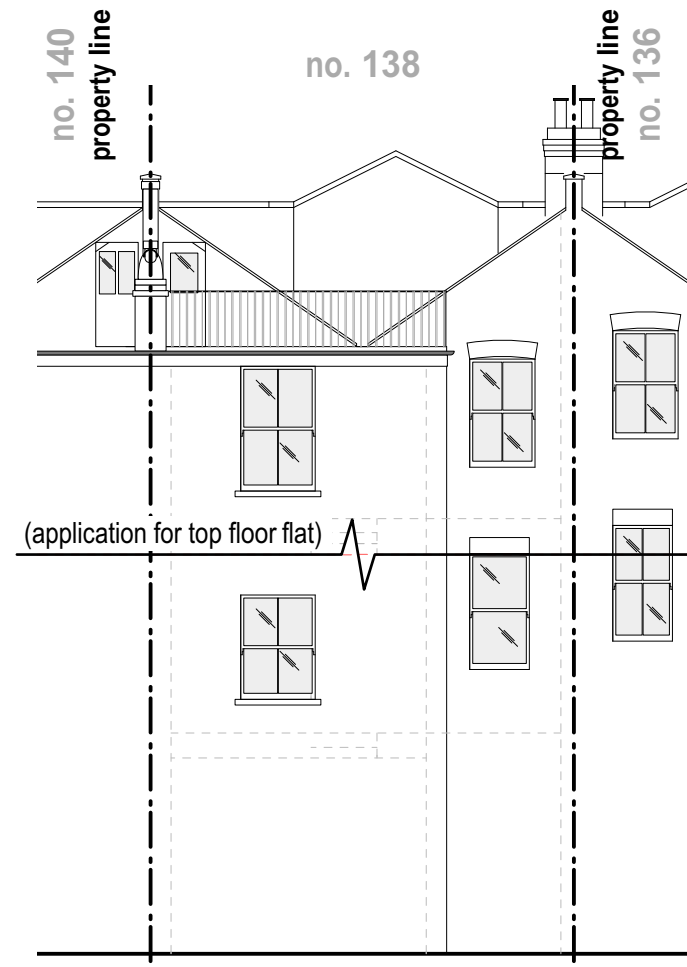 no. 140
property line
no. 138
property line
no. 136
(application for top floor flat)